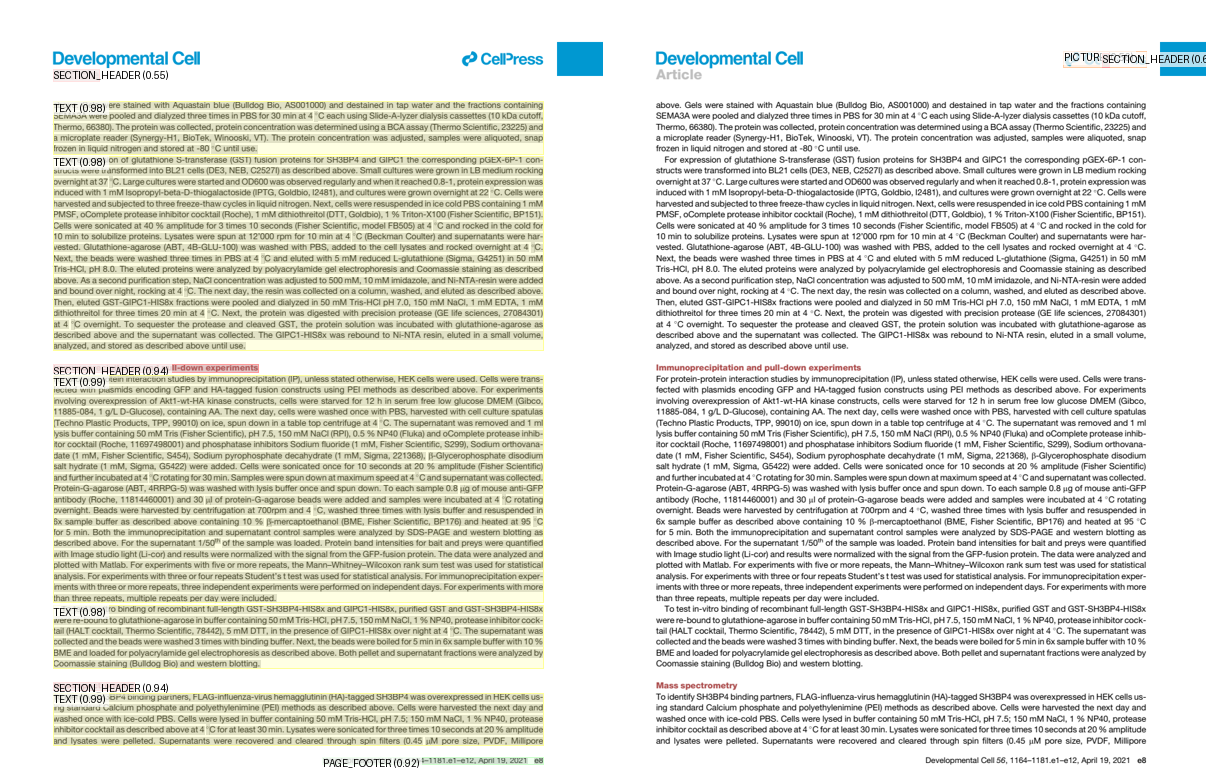 Developmental Cell
CellPress
SECTION_HEADER (0.55)
TEXT (0.98) ere stained with Aquastain blue (Bulldog Bio, AS001000) and destained in tap water and the fractions containing
SEMA3A were pooled and dialyzed three times in PBS for 30 min at 4 °C each using Slide-A-lyzer dialysis cassettes (10 kDa cutoff,
Thermo, 66380). The protein was collected, protein concentration was determined using a BCA assay (Thermo Scientific, 23225) and
a microplate reader (Synergy-H1, BioTek, Winooski, VT). The protein concentration was adjusted, samples were aliquoted, snap
frozen in liquid nitrogen and stored at -80 °C until use.
TEXT (0.98) on of glutathione S-transferase (GST) fusion proteins for SH3BP4 and GIPC1 the corresponding pGEX-6P-1 con-
structs were transformed into BL21 cells (DE3, NEB, C2527I) as described above. Small cultures were grown in LB medium rocking
overnight at 37 °C. Large cultures were started and OD600 was observed regularly and when it reached 0.8-1, protein expression was
induced with 1 mM Isopropyl-beta-D-thiogalactoside (IPTG, Goldbio, I2481), and cultures were grown overnight at 22 °C. Cells were
harvested and subjected to three freeze-thaw cycles in liquid nitrogen. Next, cells were resuspended in ice cold PBS containing 1 mM
PMSF, oComplete protease inhibitor cocktail (Roche), 1 mM dithiothreitol (DTT, Goldbio), 1 % Triton-X100 (Fisher Scientific, BP151).
Cells were sonicated at 40 % amplitude for 3 times 10 seconds (Fisher Scientific, model FB505) at 4 °C and rocked in the cold for
10 min to solubilize proteins. Lysates were spun at 12'000 rpm for 10 min at 4 °C (Beckman Coulter) and supernatants were har-
vested. Glutathione-agarose (ABT, 4B-GLU-100) was washed with PBS, added to the cell lysates and rocked overnight at 4 °C.
Next, the beads were washed three times in PBS at 4 °C and eluted with 5 mM reduced L-glutathione (Sigma, G4251) in 50 mM
Tris-HCl, pH 8.0. The eluted proteins were analyzed by polyacrylamide gel electrophoresis and Coomassie staining as described
above. As a second purification step, NaCl concentration was adjusted to 500 mM, 10 mM imidazole, and Ni-NTA-resin were added
and bound over night, rocking at 4 °C. The next day, the resin was collected on a column, washed, and eluted as described above.
Then, eluted GST-GIPC1-HIS8x fractions were pooled and dialyzed in 50 mM Tris-HCl pH 7.0, 150 mM NaCl, 1 mM EDTA, 1 mM
dithiothreitol for three times 20 min at 4 °C. Next, the protein was digested with precision protease (GE life sciences, 27084301)
at 4 °C overnight. To sequester the protease and cleaved GST, the protein solution was incubated with glutathione-agarose as
described above and the supernatant was collected. The GIPC1-HIS8x was rebound to Ni-NTA resin, eluted in a small volume,
analyzed, and stored as described above until use.
SECTION_HEADER (0.94) ll-down experiments
TEXT (0.99) tein interaction studies by immunoprecipitation (IP), unless stated otherwise, HEK cells were used. Cells were trans-
fected with plasmids encoding GFP and HA-tagged fusion constructs using PEI methods as described above. For experiments
involving overexpression of Akt1-wt-HA kinase constructs, cells were starved for 12 h in serum free low glucose DMEM (Gibco,
11885-084, 1 g/L D-Glucose), containing AA. The next day, cells were washed once with PBS, harvested with cell culture spatulas
(Techno Plastic Products, TPP, 99010) on ice, spun down in a table top centrifuge at 4 °C. The supernatant was removed and 1 ml
lysis buffer containing 50 mM Tris (Fisher Scientific), pH 7.5, 150 mM NaCl (RPI), 0.5 % NP40 (Fluka) and oComplete protease inhib-
itor cocktail (Roche, 11697498001) and phosphatase inhibitors Sodium fluoride (1 mM, Fisher Scientific, S299), Sodium orthovana-
date (1 mM, Fisher Scientific, S454), Sodium pyrophosphate decahydrate (1 mM, Sigma, 221368), β-Glycerophosphate disodium
salt hydrate (1 mM, Sigma, G5422) were added. Cells were sonicated once for 10 seconds at 20 % amplitude (Fisher Scientific)
and further incubated at 4 °C rotating for 30 min. Samples were spun down at maximum speed at 4 °C and supernatant was collected.
Protein-G-agarose (ABT, 4RRPG-5) was washed with lysis buffer once and spun down. To each sample 0.8 μg of mouse anti-GFP
antibody (Roche, 11814460001) and 30 μl of protein-G-agarose beads were added and samples were incubated at 4 °C rotating
overnight. Beads were harvested by centrifugation at 700rpm and 4 °C, washed three times with lysis buffer and resuspended in
6x sample buffer as described above containing 10 % β-mercaptoethanol (BME, Fisher Scientific, BP176) and heated at 95 °C
for 5 min. Both the immunoprecipitation and supernatant control samples were analyzed by SDS-PAGE and western blotting as
described above. For the supernatant 1/50th of the sample was loaded. Protein band intensities for bait and preys were quantified
with Image studio light (Li-cor) and results were normalized with the signal from the GFP-fusion protein. The data were analyzed and
plotted with Matlab. For experiments with five or more repeats, the Mann–Whitney–Wilcoxon rank sum test was used for statistical
analysis. For experiments with three or four repeats Student's t test was used for statistical analysis. For immunoprecipitation exper-
iments with three or more repeats, three independent experiments were performed on independent days. For experiments with more
than three repeats, multiple repeats per day were included.
TEXT (0.98) ro binding of recombinant full-length GST-SH3BP4-HIS8x and GIPC1-HIS8x, purified GST and GST-SH3BP4-HIS8x
were re-bound to glutathione-agarose in buffer containing 50 mM Tris-HCl, pH 7.5, 150 mM NaCl, 1 % NP40, protease inhibitor cock-
tail (HALT cocktail, Thermo Scientific, 78442), 5 mM DTT, in the presence of GIPC1-HIS8x over night at 4 °C. The supernatant was
collected and the beads were washed 3 times with binding buffer. Next, the beads were boiled for 5 min in 6x sample buffer with 10 %
BME and loaded for polyacrylamide gel electrophoresis as described above. Both pellet and supernatant fractions were analyzed by
Coomassie staining (Bulldog Bio) and western blotting.
SECTION_HEADER (0.94)
TEXT (0.99) BP4 binding partners, FLAG-influenza-virus hemagglutinin (HA)-tagged SH3BP4 was overexpressed in HEK cells us-
ing standard Calcium phosphate and polyethylenimine (PEI) methods as described above. Cells were harvested the next day and
washed once with ice-cold PBS. Cells were lysed in buffer containing 50 mM Tris-HCl, pH 7.5; 150 mM NaCl, 1 % NP40, protease
inhibitor cocktail as described above at 4 °C for at least 30 min. Lysates were sonicated for three times 10 seconds at 20 % amplitude
and lysates were pelleted. Supernatants were recovered and cleared through spin filters (0.45 μM pore size, PVDF, Millipore
PAGE_FOOTER (0.92) 4–1181.e1–e12, April 19, 2021 e8
Developmental Cell
PICTUR SECTION_HEADER (0.6
Article
above. Gels were stained with Aquastain blue (Bulldog Bio, AS001000) and destained in tap water and the fractions containing
SEMA3A were pooled and dialyzed three times in PBS for 30 min at 4 °C each using Slide-A-lyzer dialysis cassettes (10 kDa cutoff,
Thermo, 66380). The protein was collected, protein concentration was determined using a BCA assay (Thermo Scientific, 23225) and
a microplate reader (Synergy-H1, BioTek, Winooski, VT). The protein concentration was adjusted, samples were aliquoted, snap
frozen in liquid nitrogen and stored at -80 °C until use.
For expression of glutathione S-transferase (GST) fusion proteins for SH3BP4 and GIPC1 the corresponding pGEX-6P-1 con-
structs were transformed into BL21 cells (DE3, NEB, C2527I) as described above. Small cultures were grown in LB medium rocking
overnight at 37 °C. Large cultures were started and OD600 was observed regularly and when it reached 0.8-1, protein expression was
induced with 1 mM Isopropyl-beta-D-thiogalactoside (IPTG, Goldbio, I2481), and cultures were grown overnight at 22 °C. Cells were
harvested and subjected to three freeze-thaw cycles in liquid nitrogen. Next, cells were resuspended in ice cold PBS containing 1 mM
PMSF, oComplete protease inhibitor cocktail (Roche), 1 mM dithiothreitol (DTT, Goldbio), 1 % Triton-X100 (Fisher Scientific, BP151).
Cells were sonicated at 40 % amplitude for 3 times 10 seconds (Fisher Scientific, model FB505) at 4 °C and rocked in the cold for
10 min to solubilize proteins. Lysates were spun at 12'000 rpm for 10 min at 4 °C (Beckman Coulter) and supernatants were har-
vested. Glutathione-agarose (ABT, 4B-GLU-100) was washed with PBS, added to the cell lysates and rocked overnight at 4 °C.
Next, the beads were washed three times in PBS at 4 °C and eluted with 5 mM reduced L-glutathione (Sigma, G4251) in 50 mM
Tris-HCl, pH 8.0. The eluted proteins were analyzed by polyacrylamide gel electrophoresis and Coomassie staining as described
above. As a second purification step, NaCl concentration was adjusted to 500 mM, 10 mM imidazole, and Ni-NTA-resin were added
and bound over night, rocking at 4 °C. The next day, the resin was collected on a column, washed, and eluted as described above.
Then, eluted GST-GIPC1-HIS8x fractions were pooled and dialyzed in 50 mM Tris-HCl pH 7.0, 150 mM NaCl, 1 mM EDTA, 1 mM
dithiothreitol for three times 20 min at 4 °C. Next, the protein was digested with precision protease (GE life sciences, 27084301)
at 4 °C overnight. To sequester the protease and cleaved GST, the protein solution was incubated with glutathione-agarose as
described above and the supernatant was collected. The GIPC1-HIS8x was rebound to Ni-NTA resin, eluted in a small volume,
analyzed, and stored as described above until use.
Immunoprecipitation and pull-down experiments
For protein-protein interaction studies by immunoprecipitation (IP), unless stated otherwise, HEK cells were used. Cells were trans-
fected with plasmids encoding GFP and HA-tagged fusion constructs using PEI methods as described above. For experiments
involving overexpression of Akt1-wt-HA kinase constructs, cells were starved for 12 h in serum free low glucose DMEM (Gibco,
11885-084, 1 g/L D-Glucose), containing AA. The next day, cells were washed once with PBS, harvested with cell culture spatulas
(Techno Plastic Products, TPP, 99010) on ice, spun down in a table top centrifuge at 4 °C. The supernatant was removed and 1 ml
lysis buffer containing 50 mM Tris (Fisher Scientific), pH 7.5, 150 mM NaCl (RPI), 0.5 % NP40 (Fluka) and oComplete protease inhib-
itor cocktail (Roche, 11697498001) and phosphatase inhibitors Sodium fluoride (1 mM, Fisher Scientific, S299), Sodium orthovana-
date (1 mM, Fisher Scientific, S454), Sodium pyrophosphate decahydrate (1 mM, Sigma, 221368), β-Glycerophosphate disodium
salt hydrate (1 mM, Sigma, G5422) were added. Cells were sonicated once for 10 seconds at 20 % amplitude (Fisher Scientific)
and further incubated at 4 °C rotating for 30 min. Samples were spun down at maximum speed at 4 °C and supernatant was collected.
Protein-G-agarose (ABT, 4RRPG-5) was washed with lysis buffer once and spun down. To each sample 0.8 μg of mouse anti-GFP
antibody (Roche, 11814460001) and 30 μl of protein-G-agarose beads were added and samples were incubated at 4 °C rotating
overnight. Beads were harvested by centrifugation at 700rpm and 4 °C, washed three times with lysis buffer and resuspended in
6x sample buffer as described above containing 10 % β-mercaptoethanol (BME, Fisher Scientific, BP176) and heated at 95 °C
for 5 min. Both the immunoprecipitation and supernatant control samples were analyzed by SDS-PAGE and western blotting as
described above. For the supernatant 1/50th of the sample was loaded. Protein band intensities for bait and preys were quantified
with Image studio light (Li-cor) and results were normalized with the signal from the GFP-fusion protein. The data were analyzed and
plotted with Matlab. For experiments with five or more repeats, the Mann–Whitney–Wilcoxon rank sum test was used for statistical
analysis. For experiments with three or four repeats Student's t test was used for statistical analysis. For immunoprecipitation exper-
iments with three or more repeats, three independent experiments were performed on independent days. For experiments with more
than three repeats, multiple repeats per day were included.
To test in-vitro binding of recombinant full-length GST-SH3BP4-HIS8x and GIPC1-HIS8x, purified GST and GST-SH3BP4-HIS8x
were re-bound to glutathione-agarose in buffer containing 50 mM Tris-HCl, pH 7.5, 150 mM NaCl, 1 % NP40, protease inhibitor cock-
tail (HALT cocktail, Thermo Scientific, 78442), 5 mM DTT, in the presence of GIPC1-HIS8x over night at 4 °C. The supernatant was
collected and the beads were washed 3 times with binding buffer. Next, the beads were boiled for 5 min in 6x sample buffer with 10 %
BME and loaded for polyacrylamide gel electrophoresis as described above. Both pellet and supernatant fractions were analyzed by
Coomassie staining (Bulldog Bio) and western blotting.
Mass spectrometry
To identify SH3BP4 binding partners, FLAG-influenza-virus hemagglutinin (HA)-tagged SH3BP4 was overexpressed in HEK cells us-
ing standard Calcium phosphate and polyethylenimine (PEI) methods as described above. Cells were harvested the next day and
washed once with ice-cold PBS. Cells were lysed in buffer containing 50 mM Tris-HCl, pH 7.5; 150 mM NaCl, 1 % NP40, protease
inhibitor cocktail as described above at 4 °C for at least 30 min. Lysates were sonicated for three times 10 seconds at 20 % amplitude
and lysates were pelleted. Supernatants were recovered and cleared through spin filters (0.45 μM pore size, PVDF, Millipore
Developmental Cell 56, 1164–1181.e1–e12, April 19, 2021 e8